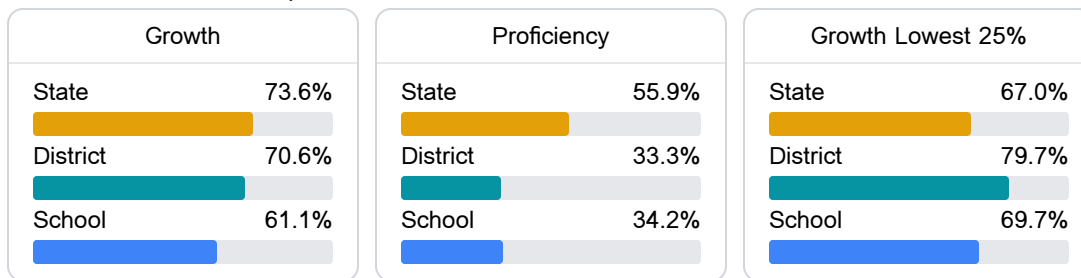 Growth
State 73.6%
District 70.6%
School 61.1%
Proficiency
State 55.9%
District 33.3%
School 34.2%
Growth Lowest 25%
State 67.0%
District 79.7%
School 69.7%